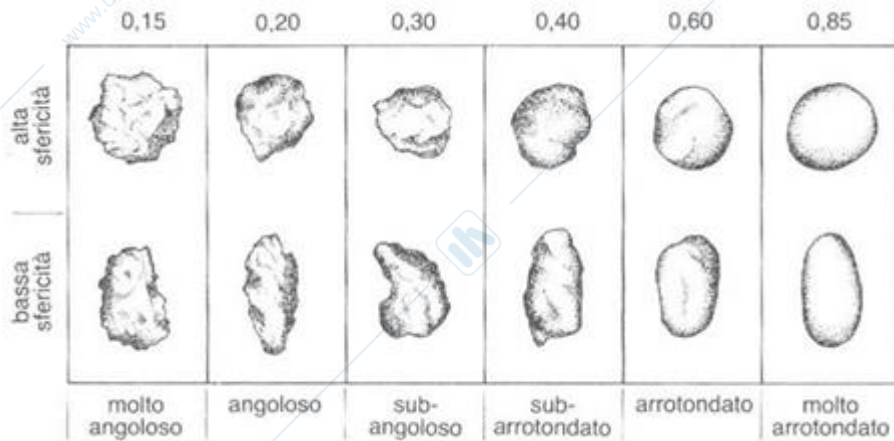 0,15 0,20 0,30 0,40 0,60 0,85
alta
sfericità
bassa
sfericità
molto
angoloso
angoloso
sub-
angoloso
sub-
arrotondato
arrotondato
molto
arrotondato